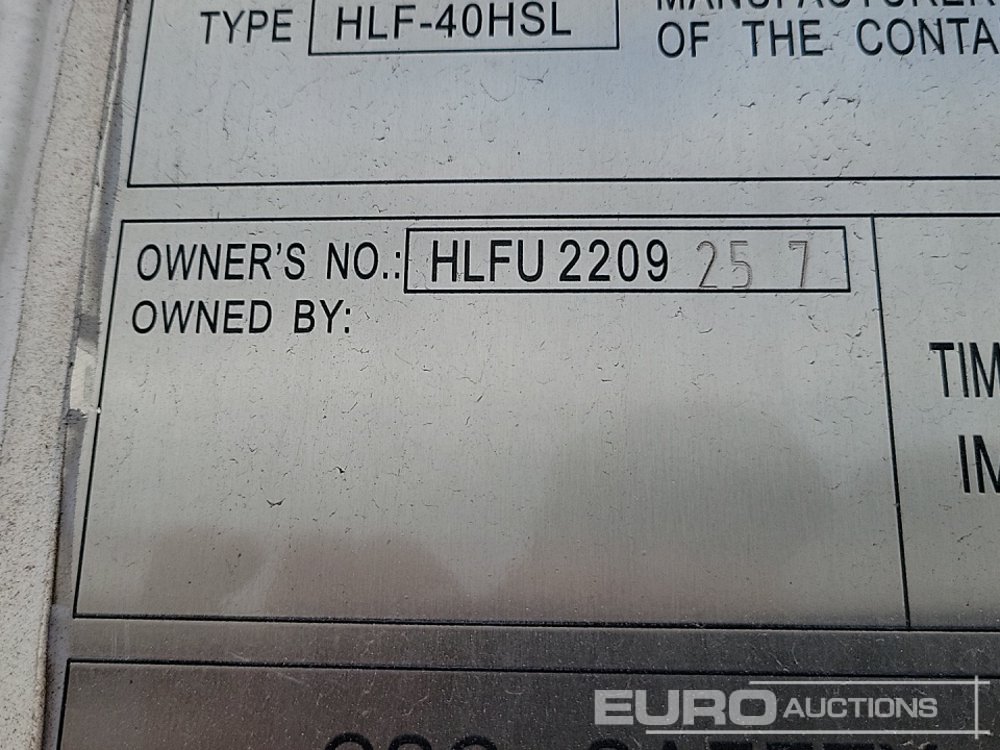 TYPE HLF-40HSL
OF THE CONTA
OWNER'S NO.: HLFU 2209 25 7
OWNED BY:
TIM
IM
EURO AUCTIONS